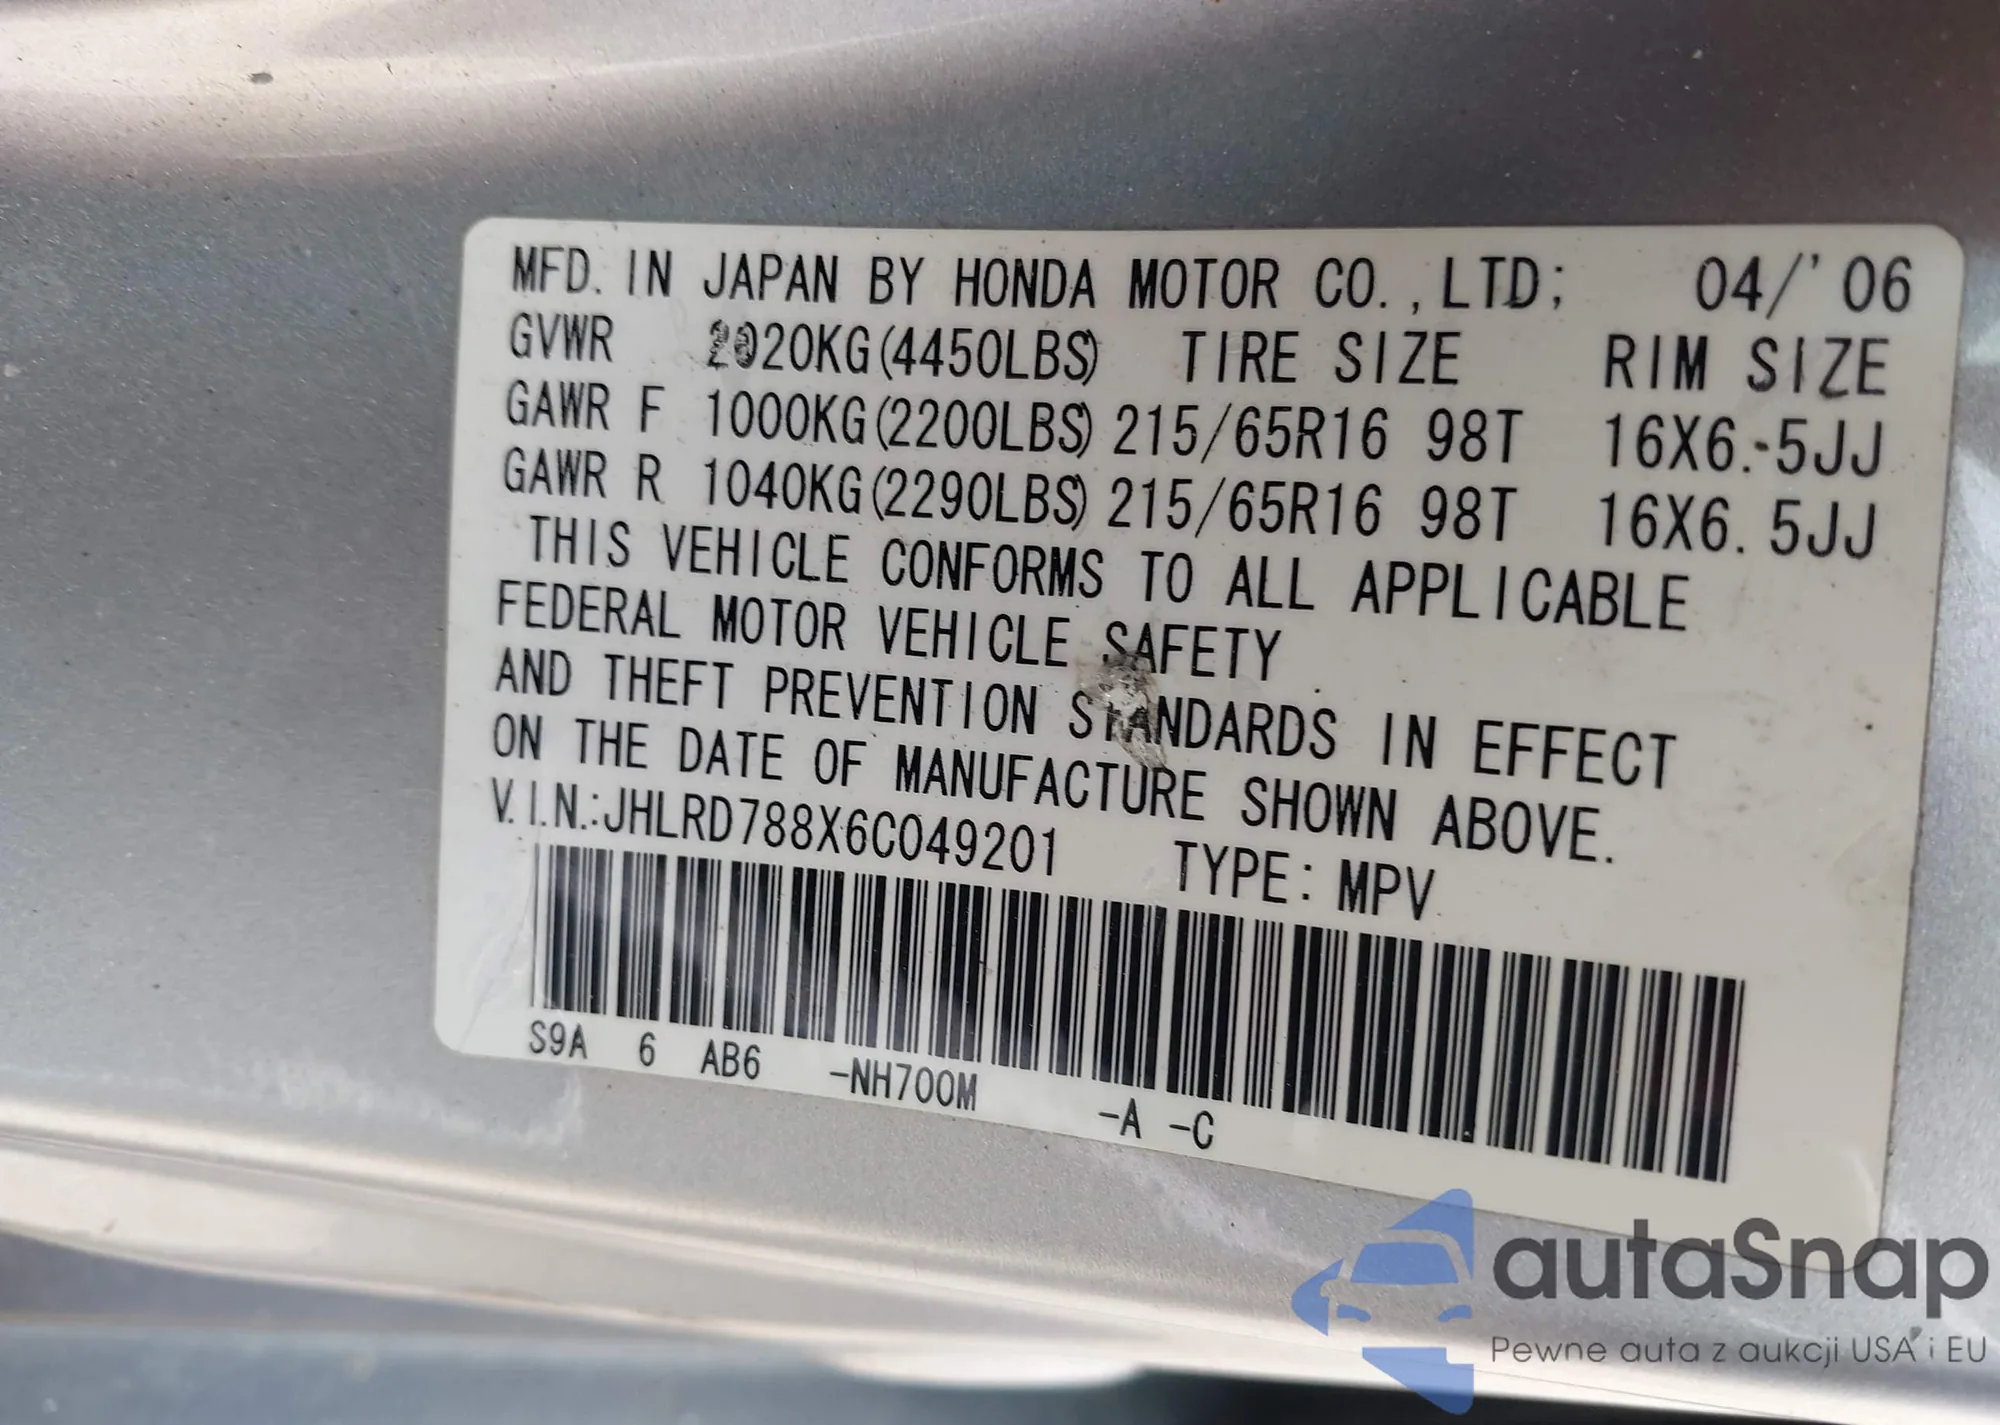 MFD. IN JAPAN BY HONDA MOTOR CO.,LTD; 04/'06
GVWR 2020KG(4450LBS) TIRE SIZE RIM SIZE
GAWR F 1000KG(2200LBS) 215/65R16 98T 16X6.5JJ
GAWR R 1040KG(2290LBS) 215/65R16 98T 16X6.5JJ
THIS VEHICLE CONFORMS TO ALL APPLICABLE
FEDERAL MOTOR VEHICLE SAFETY
AND THEFT PREVENTION STANDARDS IN EFFECT
ON THE DATE OF MANUFACTURE SHOWN ABOVE.
V.I.N.:JHLRD788X6C049201 TYPE: MPV
S9A 6 AB6 -NH700M -A -C
autaSnap
Pewne auta z aukcji USA i EU